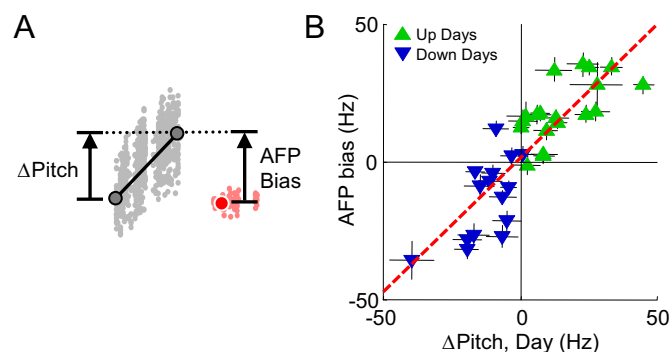 A
ΔPitch
AFP
Bias
B
Up Days
Down Days
AFP bias (Hz)
50
0
-50
-50
0
50
ΔPitch, Day (Hz)